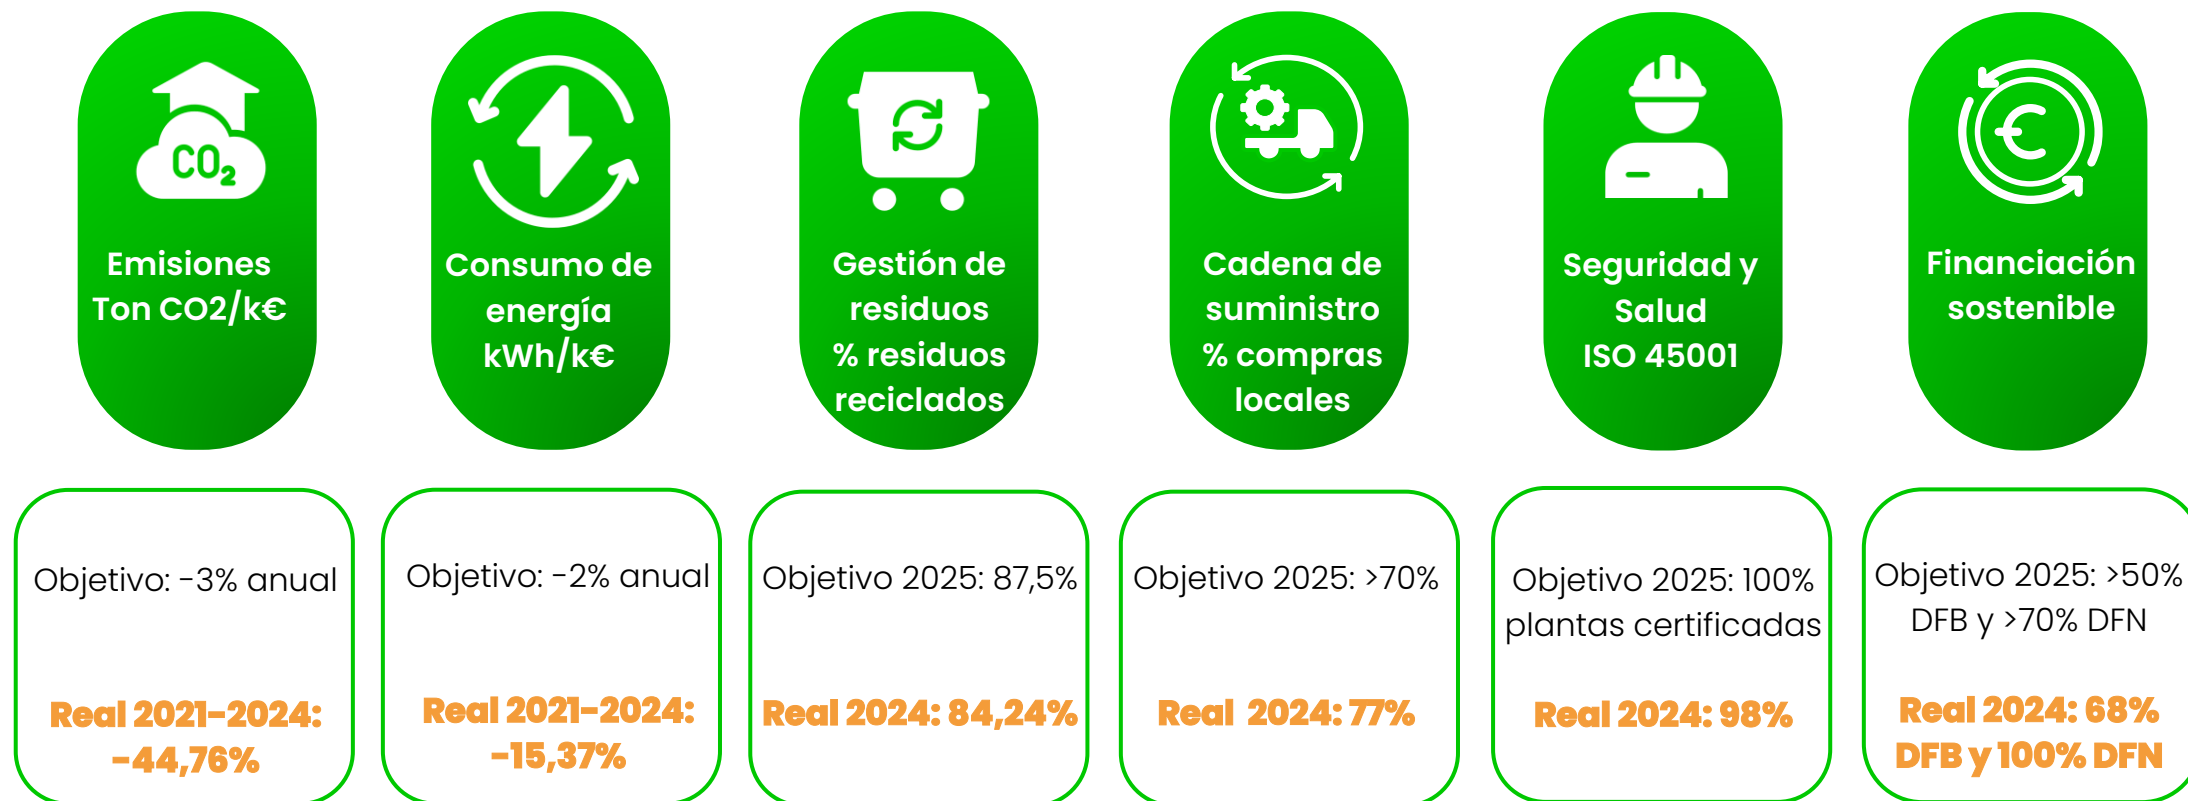 CO2
Emisiones
Ton CO2/k€
Consumo de
energía
kWh/k€
Gestión de
residuos
% residuos
reciclados
Cadena de
suministro
% compras
locales
Seguridad y
Salud
ISO 45001
€
Financiación
sostenible
Objetivo: -3% anual
Real 2021-2024:
-44,76%
Objetivo: -2% anual
Real 2021-2024:
-15,37%
Objetivo 2025: 87,5%
Real 2024: 84,24%
Objetivo 2025: >70%
Real 2024: 77%
Objetivo 2025: 100%
plantas certificadas
Real 2024: 98%
Objetivo 2025: >50%
DFB y >70% DFN
Real 2024: 68%
DFB y 100% DFN